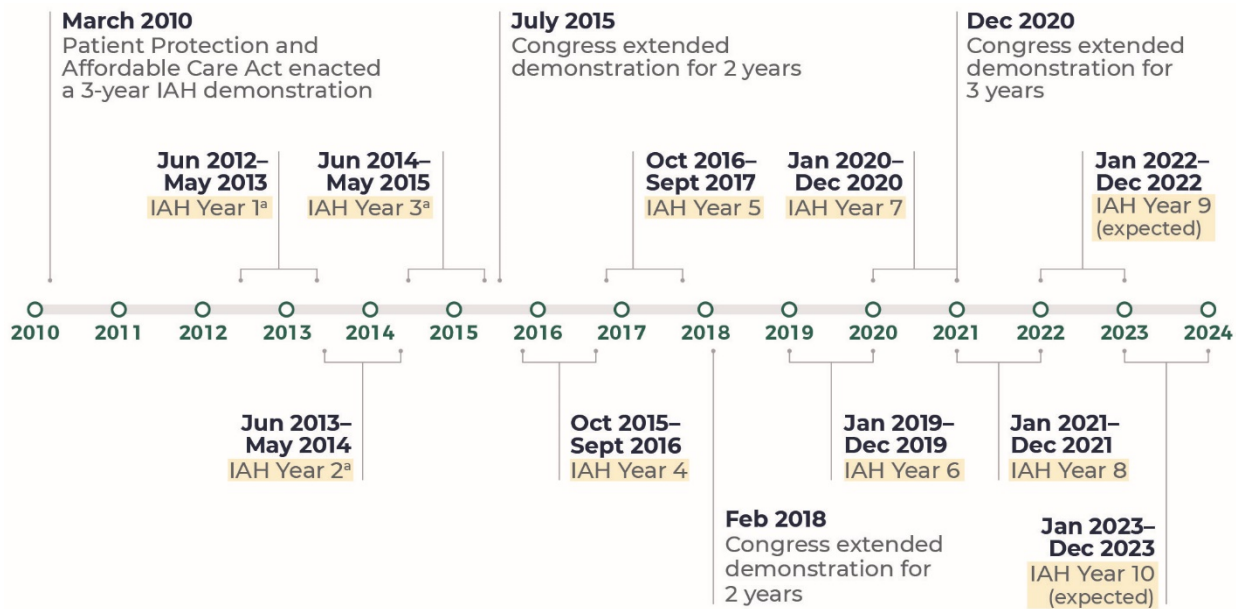 March 2010
Patient Protection and
Affordable Care Act enacted
a 3-year IAH demonstration
July 2015
Congress extended
demonstration for 2 years
Dec 2020
Congress extended
demonstration for
3 years
Jun 2012–
May 2013
IAH Year 1ᵃ
Jun 2014–
May 2015
IAH Year 3ᵃ
Oct 2016–
Sept 2017
IAH Year 5
Jan 2020–
Dec 2020
IAH Year 7
Jan 2022–
Dec 2022
IAH Year 9
(expected)
2010 2011 2012 2013 2014 2015 2016 2017 2018 2019 2020 2021 2022 2023 2024
Jun 2013–
May 2014
IAH Year 2ᵃ
Oct 2015–
Sept 2016
IAH Year 4
Jan 2019–
Dec 2019
IAH Year 6
Jan 2021–
Dec 2021
IAH Year 8
Feb 2018
Congress extended
demonstration for
2 years
Jan 2023–
Dec 2023
IAH Year 10
(expected)